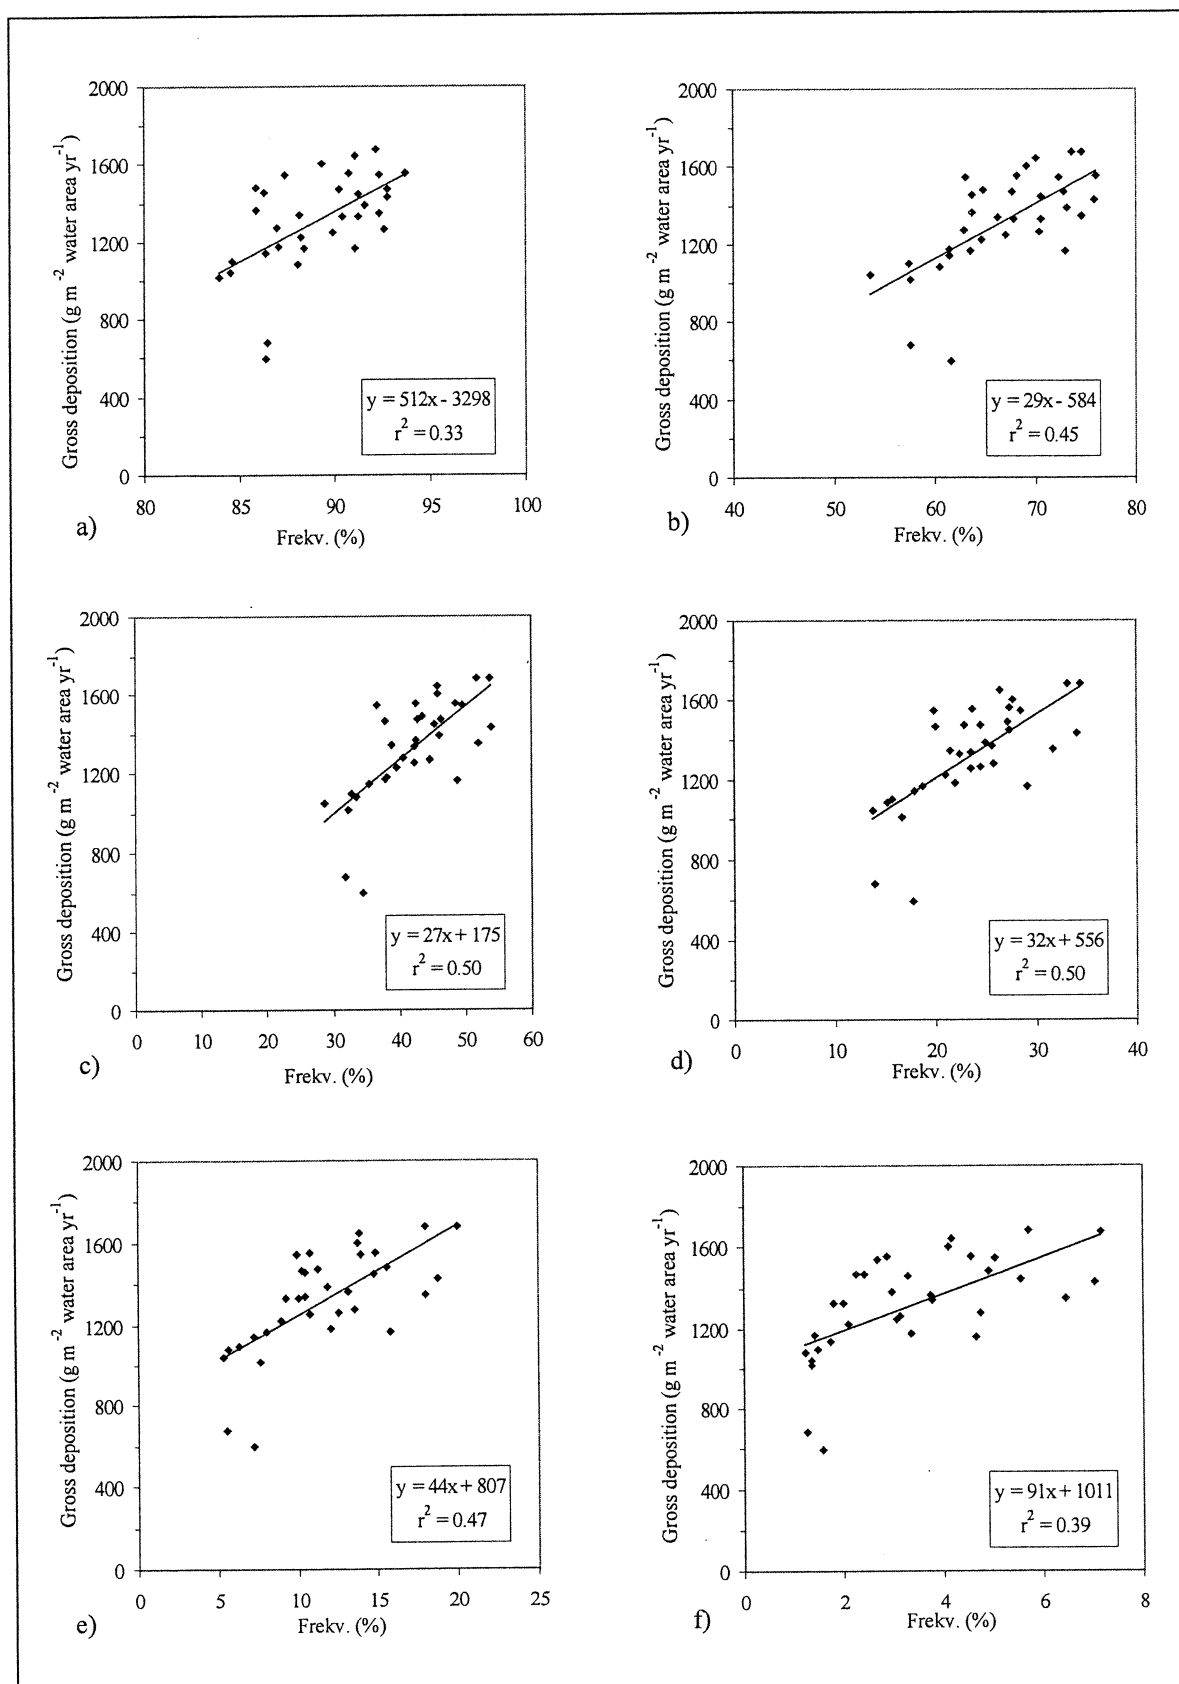 Gross deposition (g m⁻² water area yr⁻¹)
2000
1600
1200
800
400
0
80 85 90 95 100
Frekv. (%)
y = 512x - 3298
r² = 0.33
a)
Gross deposition (g m⁻² water area yr⁻¹)
2000
1600
1200
800
400
0
40 50 60 70 80
Frekv. (%)
y = 29x - 584
r² = 0.45
b)
Gross deposition (g m⁻² water area yr⁻¹)
2000
1600
1200
800
400
0
0 10 20 30 40 50 60
Frekv. (%)
y = 27x + 175
r² = 0.50
c)
Gross deposition (g m⁻² water area yr⁻¹)
2000
1600
1200
800
400
0
0 10 20 30 40
Frekv. (%)
y = 32x + 556
r² = 0.50
d)
Gross deposition (g m⁻² water area yr⁻¹)
2000
1600
1200
800
400
0
0 5 10 15 20 25
Frekv. (%)
y = 44x + 807
r² = 0.47
e)
Gross deposition (g m⁻² water area yr⁻¹)
2000
1600
1200
800
400
0
0 2 4 6 8
Frekv. (%)
y = 91x + 1011
r² = 0.39
f)